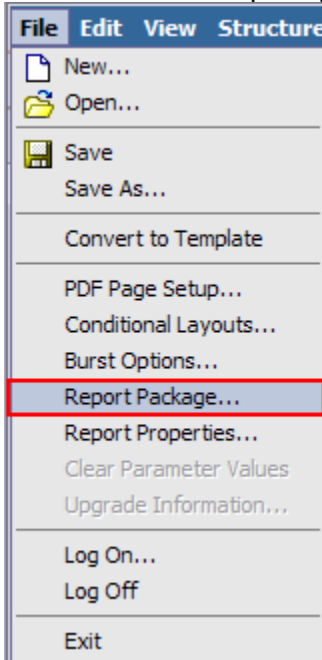 File Edit View Structure
New...
Open...
Save
Save As...
Convert to Template
PDF Page Setup...
Conditional Layouts...
Burst Options...
Report Package...
Report Properties...
Clear Parameter Values
Upgrade Information...
Log On...
Log Off
Exit